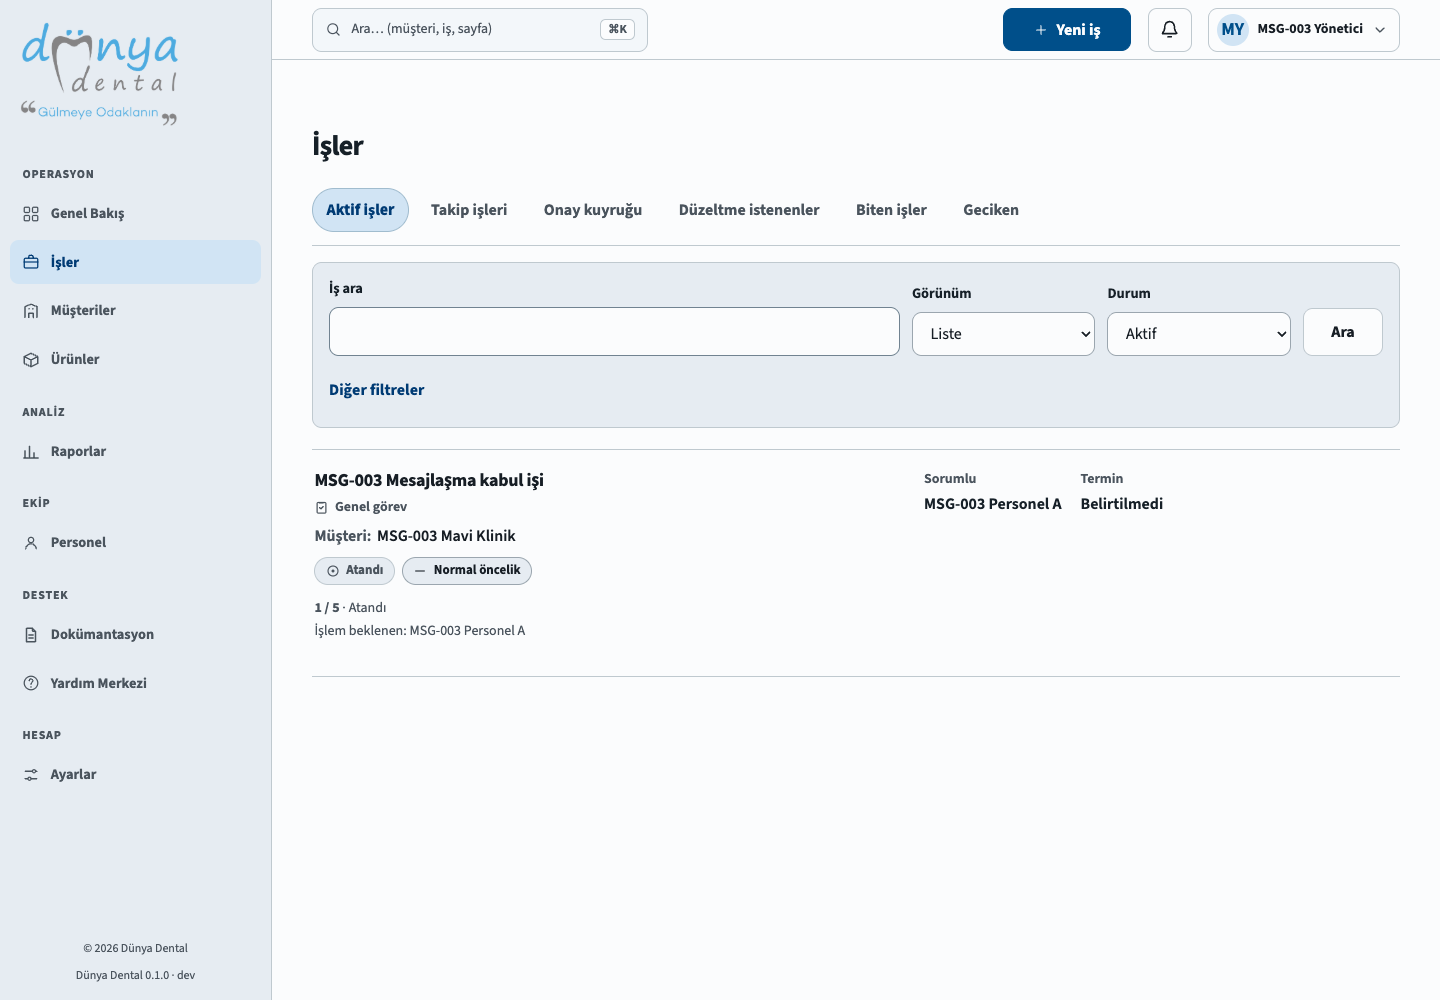 dünya
dental
“Gülmeye Odaklanın”
OPERASYON
Genel Bakış
İşler
Müşteriler
Ürünler
ANALİZ
Raporlar
EKİP
Personel
DESTEK
Dokümantasyon
Yardım Merkezi
HESAP
Ayarlar
© 2026 Dünya Dental
Dünya Dental 0.1.0 · dev
Ara… (müşteri, iş, sayfa) ⌘K
+ Yeni iş
MY MSG-003 Yönetici
İşler
Aktif işler Takip işleri Onay kuyruğu Düzeltme istenenler Biten işler Geciken
İş ara Görünüm Durum
Liste Aktif Ara
Diğer filtreler
MSG-003 Mesajlaşma kabul işi
Genel görev
Müşteri: MSG-003 Mavi Klinik
Atandı Normal öncelik
1 / 5 · Atandı
İşlem beklenen: MSG-003 Personel A
Sorumlu Termin
MSG-003 Personel A Belirtilmedi